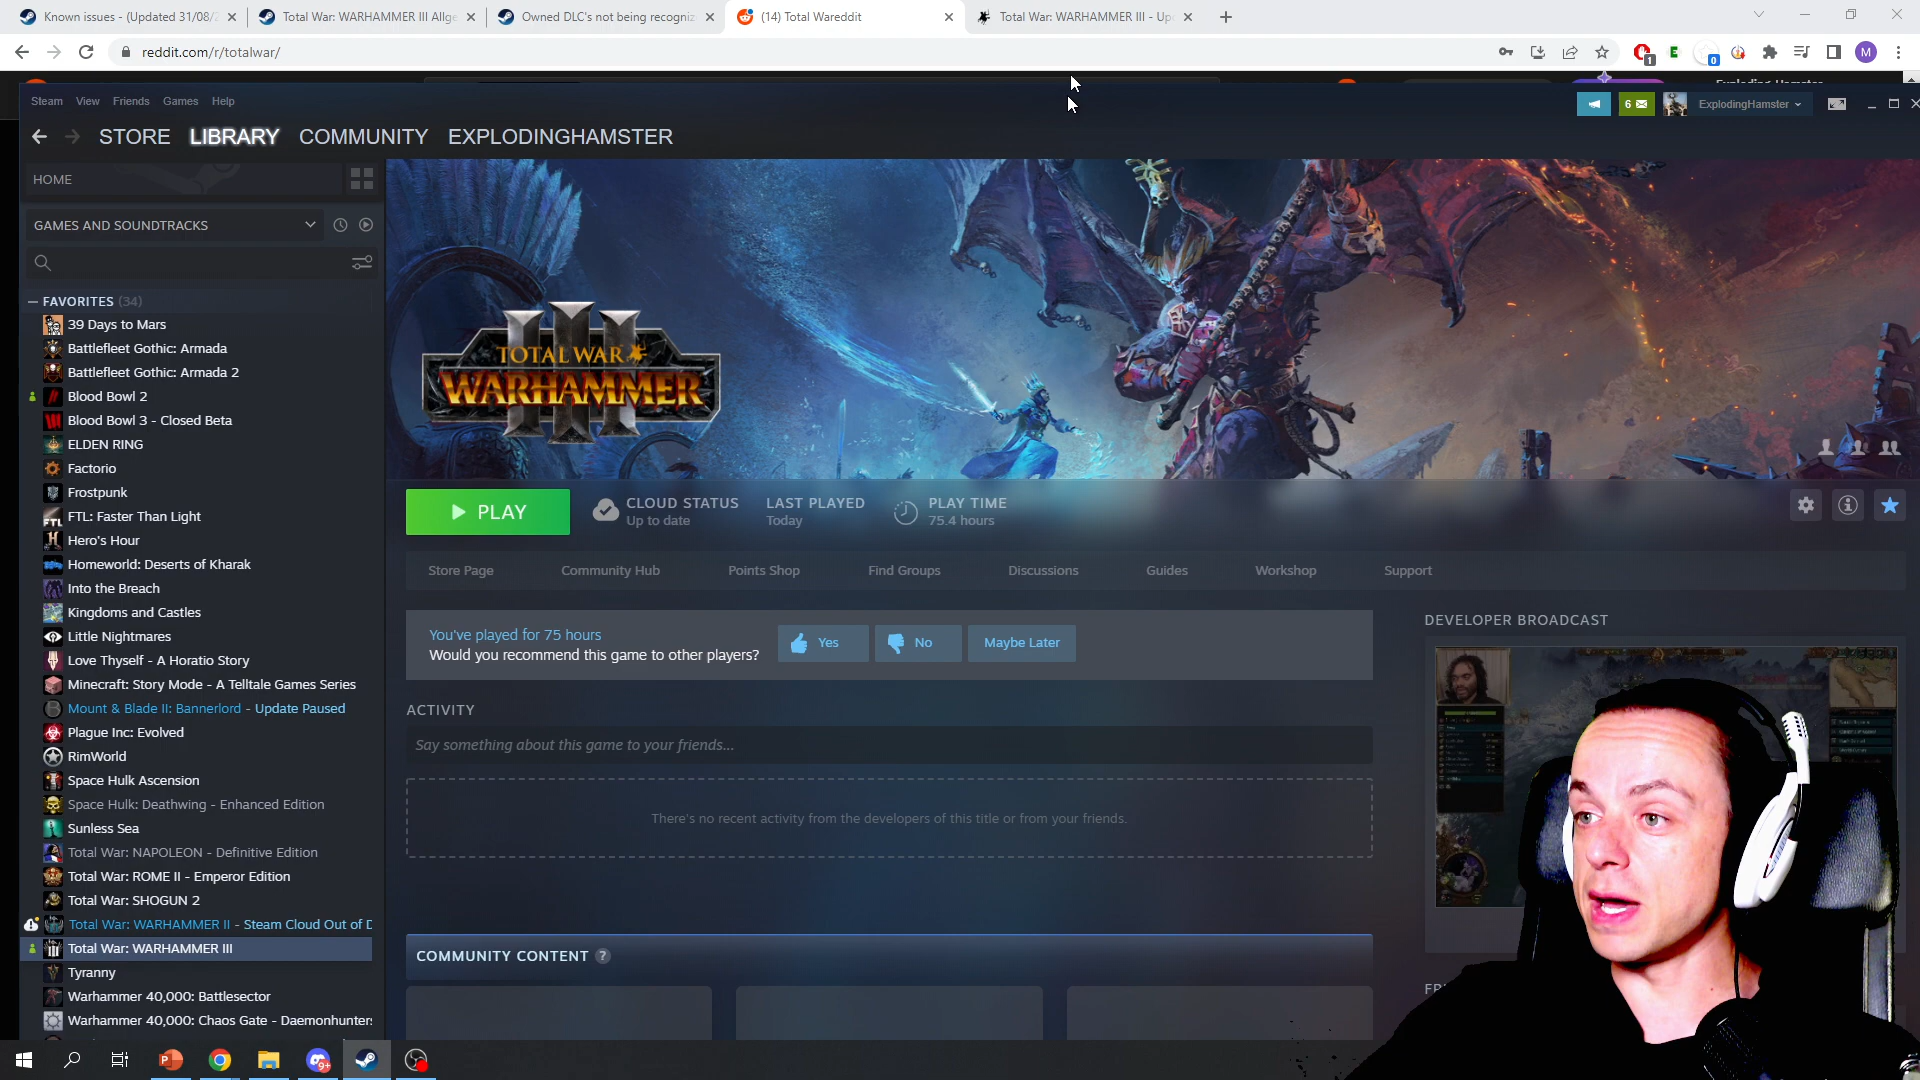 Known issues - (Updated 31/08/
Total War: WARHAMMER III Allge
Owned DLC's not being recogniz
(14) Total Wareddit
Total War: WARHAMMER III - Up
reddit.com/r/totalwar/
1
0
M
Steam View Friends Games Help
6
ExplodingHamster
STORE LIBRARY COMMUNITY EXPLODINGHAMSTER
HOME
GAMES AND SOUNDTRACKS
FAVORITES (34)
39 Days to Mars
Battlefleet Gothic: Armada
Battlefleet Gothic: Armada 2
Blood Bowl 2
Blood Bowl 3 - Closed Beta
ELDEN RING
Factorio
Frostpunk
FTL: Faster Than Light
Hero's Hour
Homeworld: Deserts of Kharak
Into the Breach
Kingdoms and Castles
Little Nightmares
Love Thyself - A Horatio Story
Minecraft: Story Mode - A Telltale Games Series
Mount & Blade II: Bannerlord - Update Paused
Plague Inc: Evolved
RimWorld
Space Hulk Ascension
Space Hulk: Deathwing - Enhanced Edition
Sunless Sea
Total War: NAPOLEON - Definitive Edition
Total War: ROME II - Emperor Edition
Total War: SHOGUN 2
Total War: WARHAMMER II - Steam Cloud Out of D
Total War: WARHAMMER III
Tyranny
Warhammer 40,000: Battlesector
Warhammer 40,000: Chaos Gate - Daemonhunters
TOTAL WAR
WARHAMMER
III
PLAY
CLOUD STATUS
Up to date
LAST PLAYED
Today
PLAY TIME
75.4 hours
Store Page Community Hub Points Shop Find Groups Discussions Guides Workshop Support
You've played for 75 hours
Would you recommend this game to other players?
Yes
No
Maybe Later
DEVELOPER BROADCAST
ACTIVITY
Say something about this game to your friends...
There's no recent activity from the developers of this title or from your friends.
COMMUNITY CONTENT ?
9+